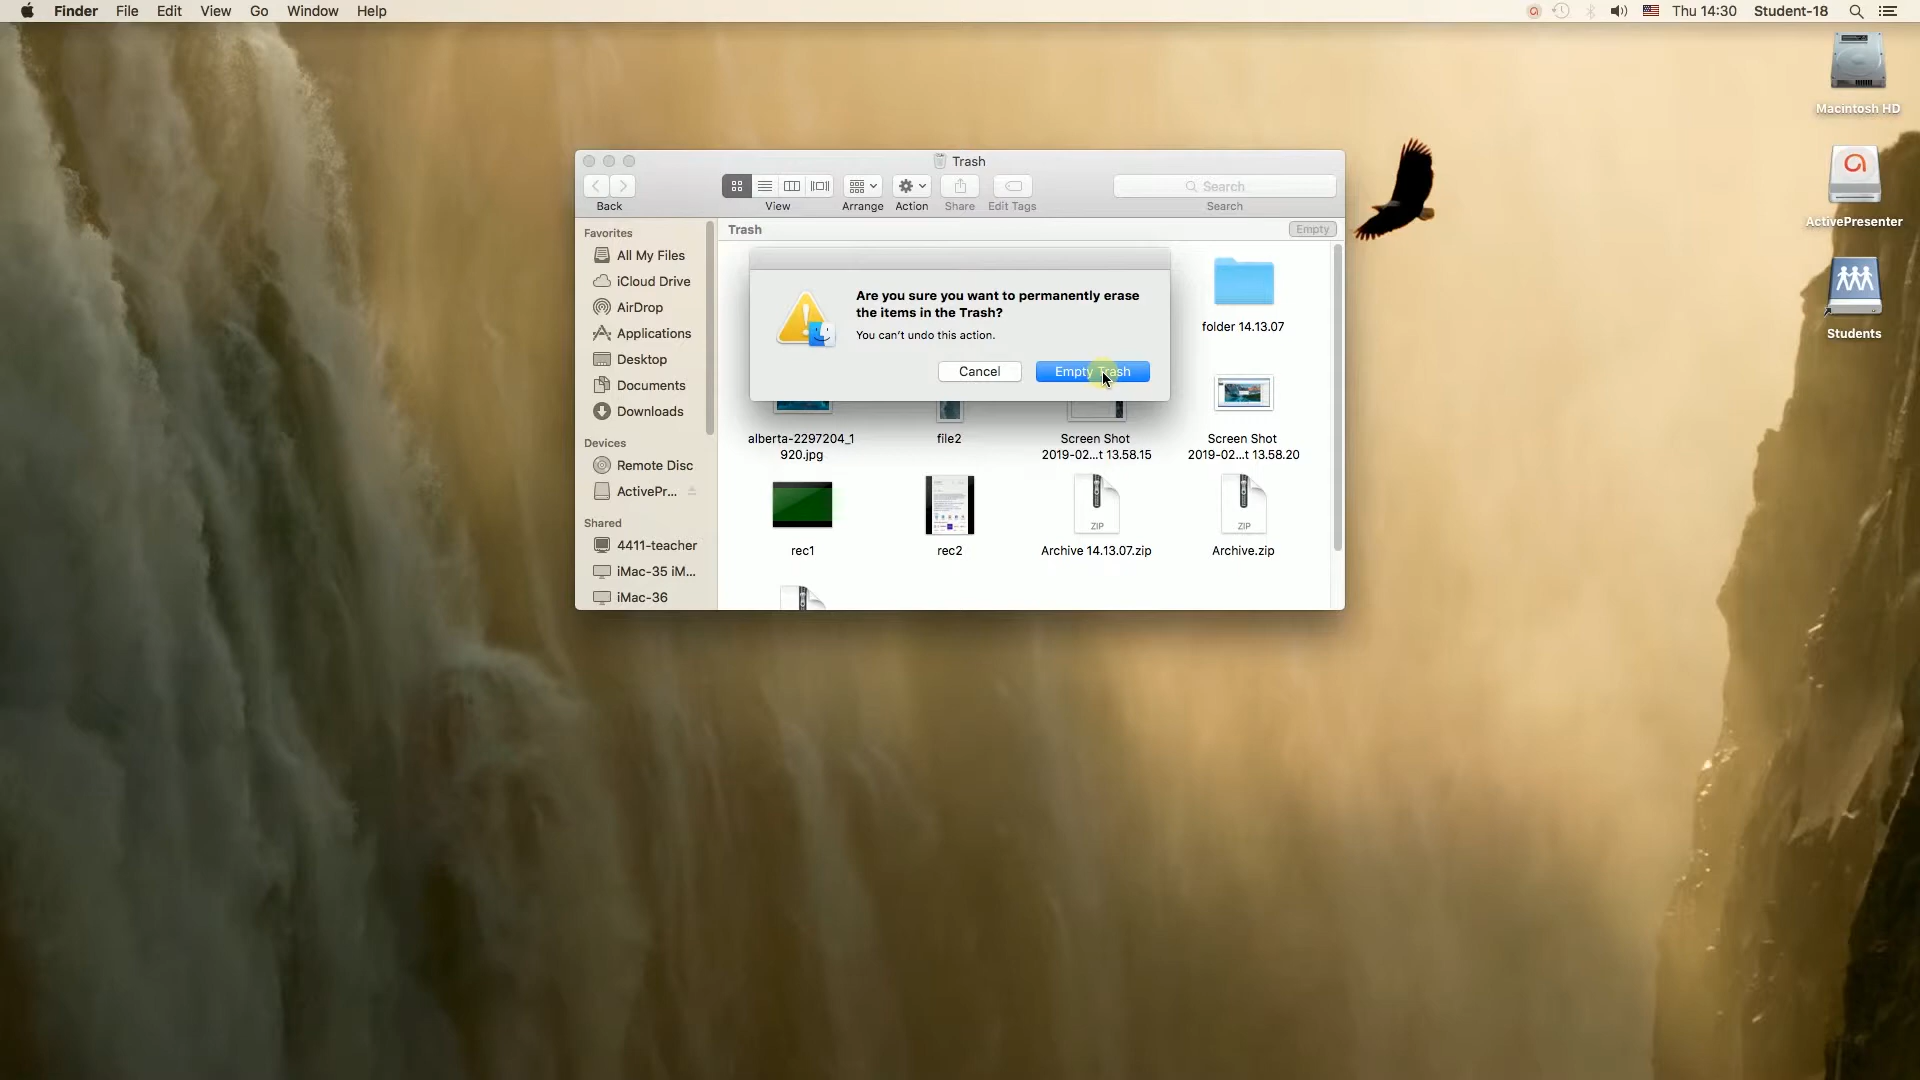 Finder File Edit View Go Window Help Thu 14:30 Student-18
Macintosh HD
ActivePresenter
Students
Trash
Search
Back View Arrange Action Share Edit Tags Search
Trash Empty
Favorites
All My Files
iCloud Drive
AirDrop
Applications
Desktop
Documents
Downloads
Devices
Remote Disc
ActivePr...
Shared
4411-teacher
iMac-35 iM...
iMac-36
Are you sure you want to permanently erase
the items in the Trash?
You can't undo this action.
Cancel Empty Trash
folder 14.13.07
alberta-2297204_1
920.jpg
file2
Screen Shot
2019-02...t 13.58.15
Screen Shot
2019-02...t 13.58.20
rec1
rec2
ZIP
Archive 14.13.07.zip
ZIP
Archive.zip